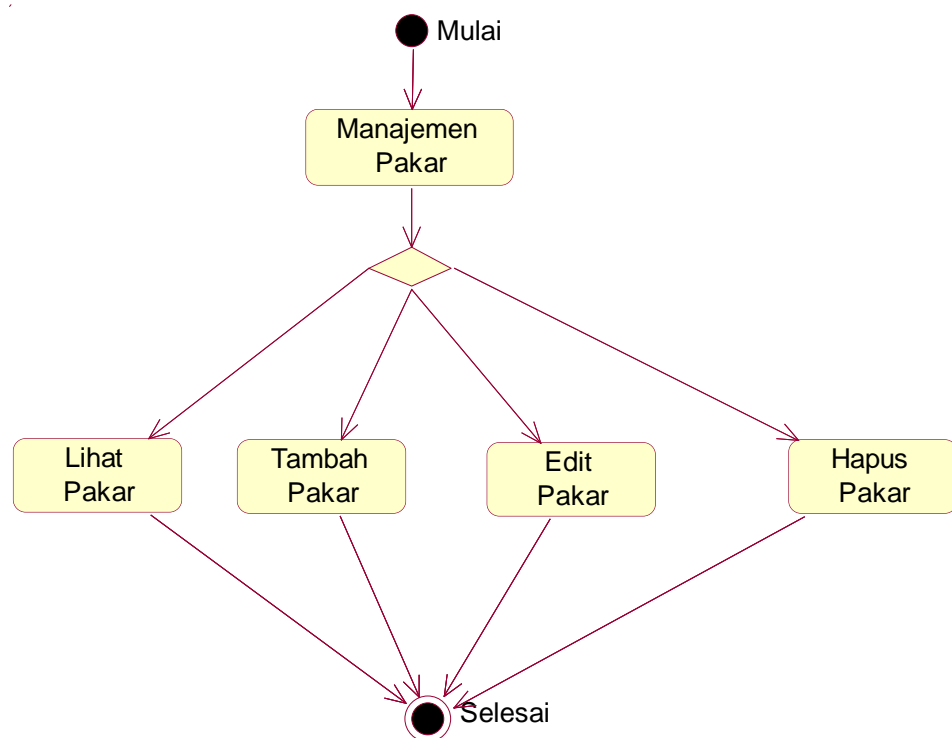 Mulai
Manajemen
Pakar
Lihat
Pakar
Tambah
Pakar
Edit
Pakar
Hapus
Pakar
Selesai